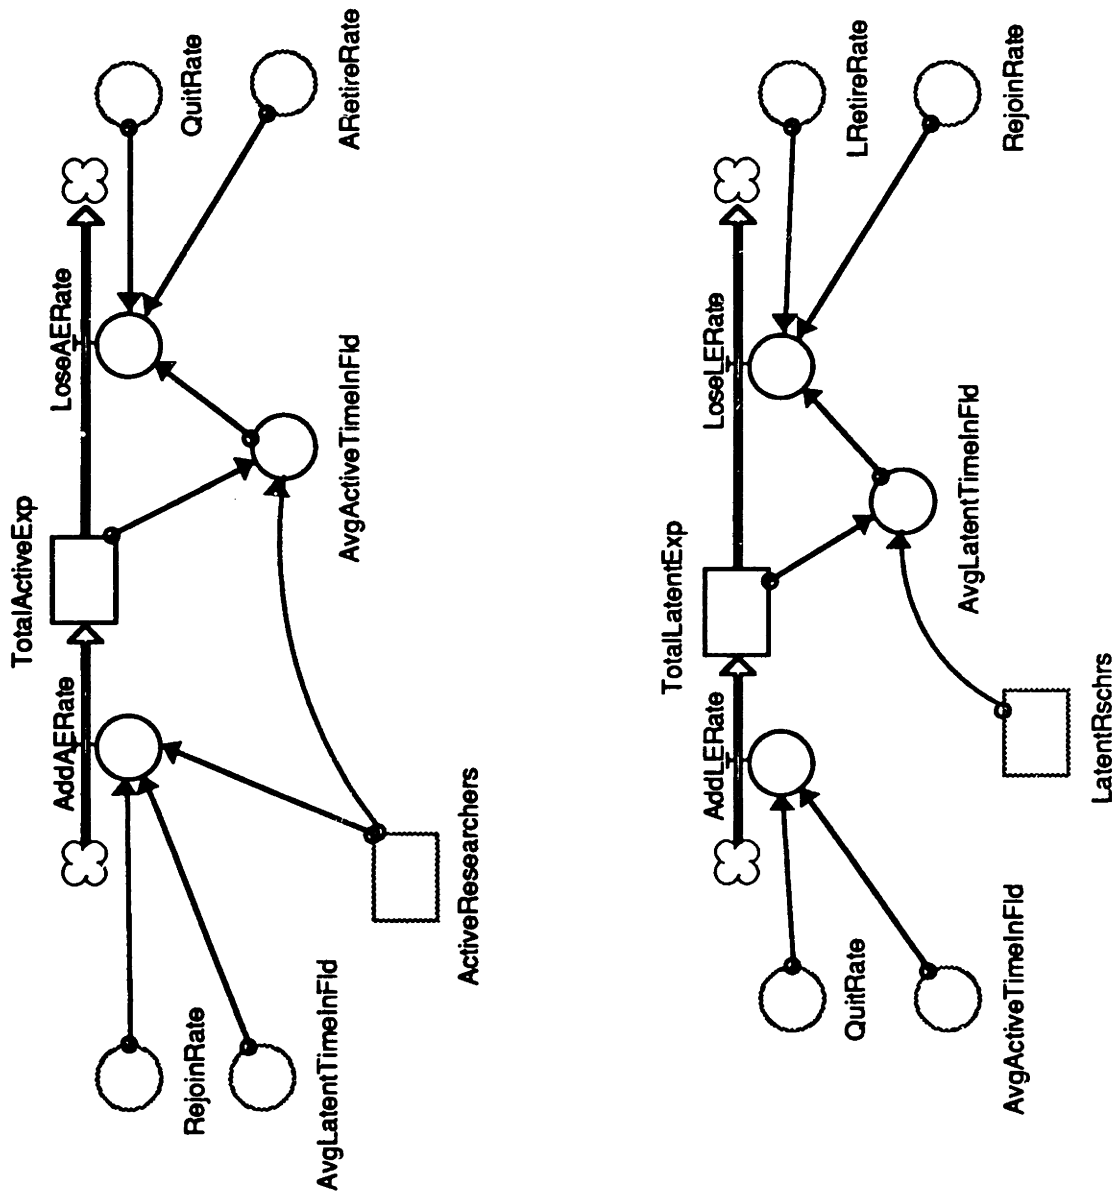 TotalActiveExp
AddAERate
LoseAERate
RejoinRate
QuitRate
AvgLatentTimeInFld
AvgActiveTimeInFld
ARetireRate
ActiveResearchers
TotalLatentExp
AddLERate
LoseLERate
QuitRate
LRetireRate
AvgActiveTimeInFld
AvgLatentTimeInFld
RejoinRate
LatentRschrs